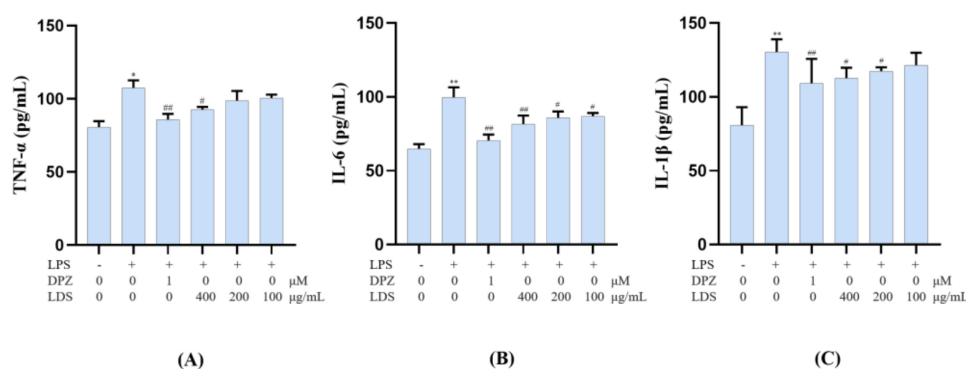 TNF-α (pg/mL)
150
100
50
0
*
##
#
LPS - + + + + +
DPZ 0 0 1 0 0 0 μM
LDS 0 0 0 400 200 100 μg/mL
(A)
IL-6 (pg/mL)
150
100
50
0
**
##
##
#
#
LPS - + + + + +
DPZ 0 0 1 0 0 0 μM
LDS 0 0 0 400 200 100 μg/mL
(B)
IL-1β (pg/mL)
150
100
50
0
**
##
#
#
LPS - + + + + +
DPZ 0 0 1 0 0 0 μM
LDS 0 0 0 400 200 100 μg/mL
(C)